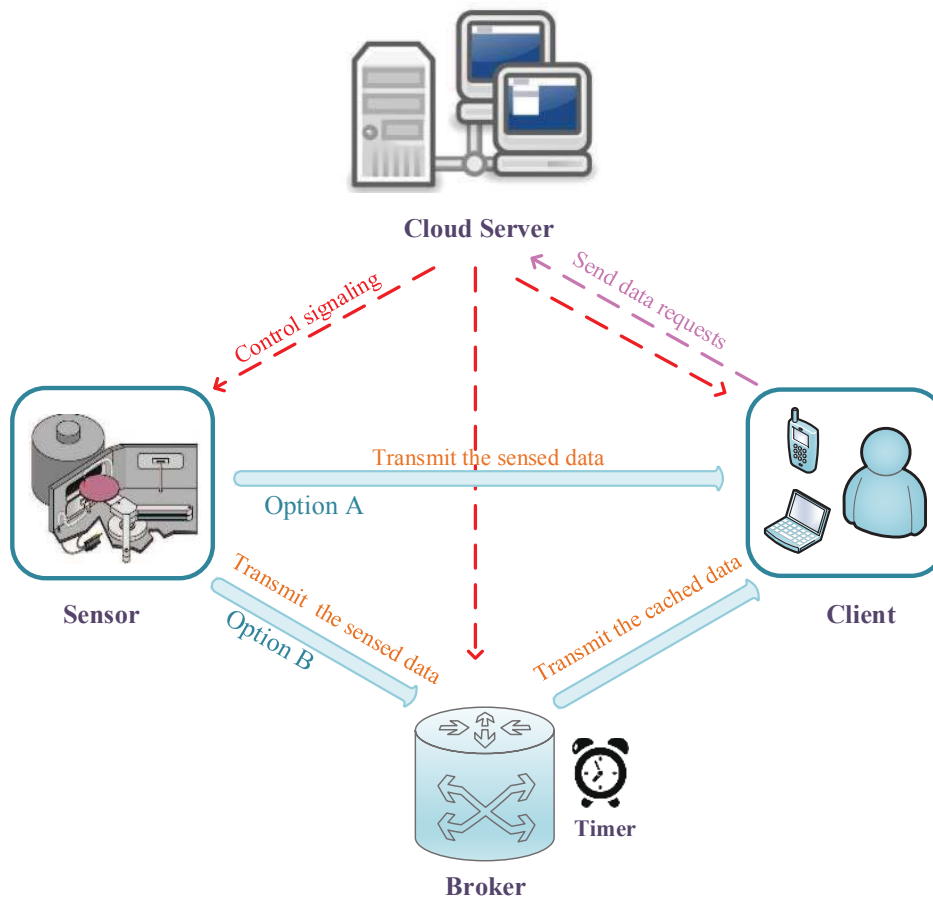 Cloud Server
Control signaling
Send data requests
Transmit the sensed data
Option A
Sensor
Client
Transmit the sensed data
Option B
Transmit the cached data
Timer
Broker